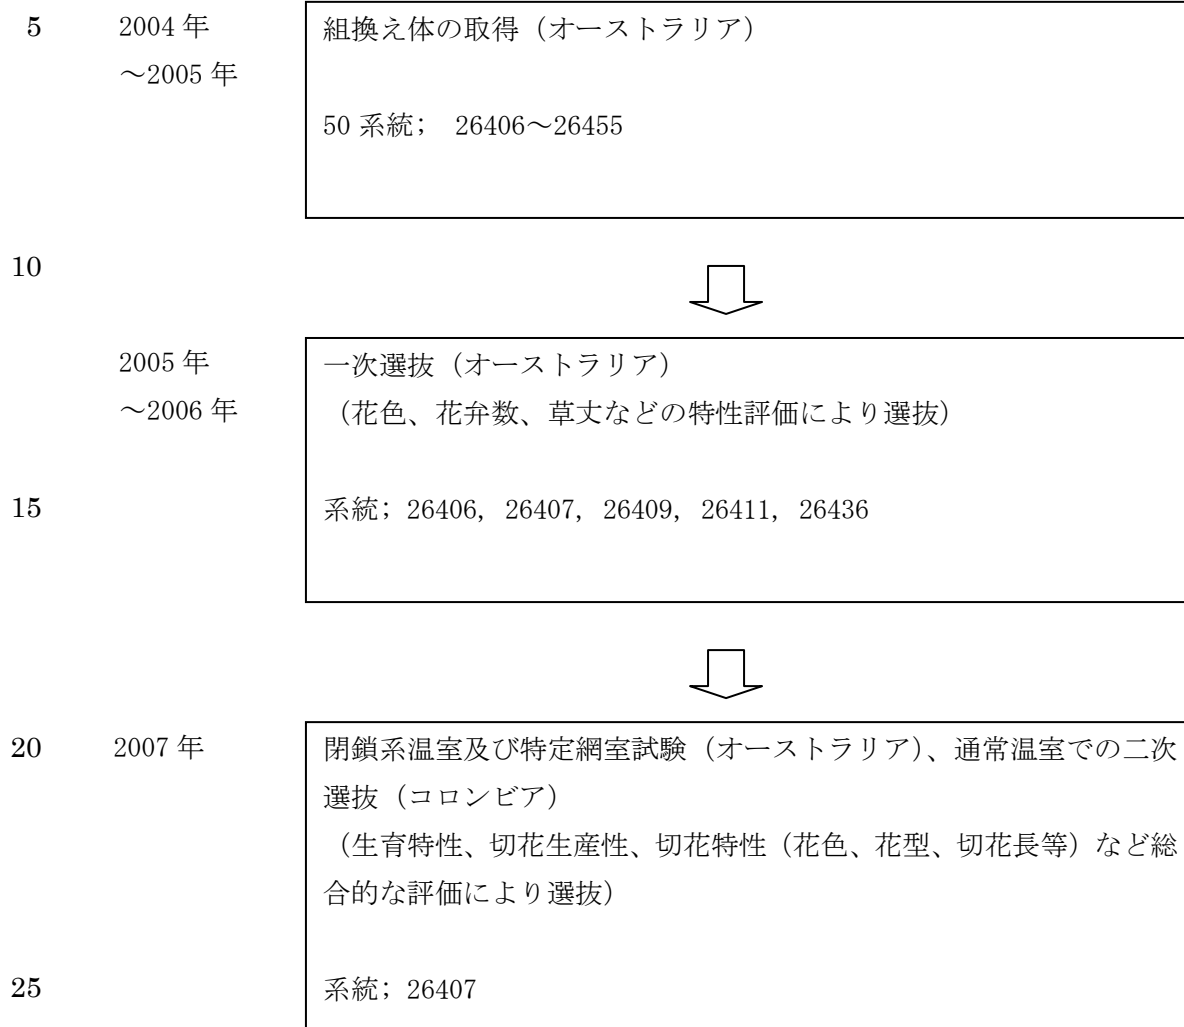 5 2004 年 組換え体の取得（オーストラリア）
～2005 年
50 系統; 26406～26455
10
2005 年 一次選抜（オーストラリア）
～2006 年 （花色、花弁数、草丈などの特性評価により選抜）
15 系統; 26406, 26407, 26409, 26411, 26436
20 2007 年 閉鎖系温室及び特定網室試験（オーストラリア）、通常温室での二次
選抜（コロンビア）
（生育特性、切花生産性、切花特性（花色、花型、切花長等）など総
合的な評価により選抜）
25 系統; 26407